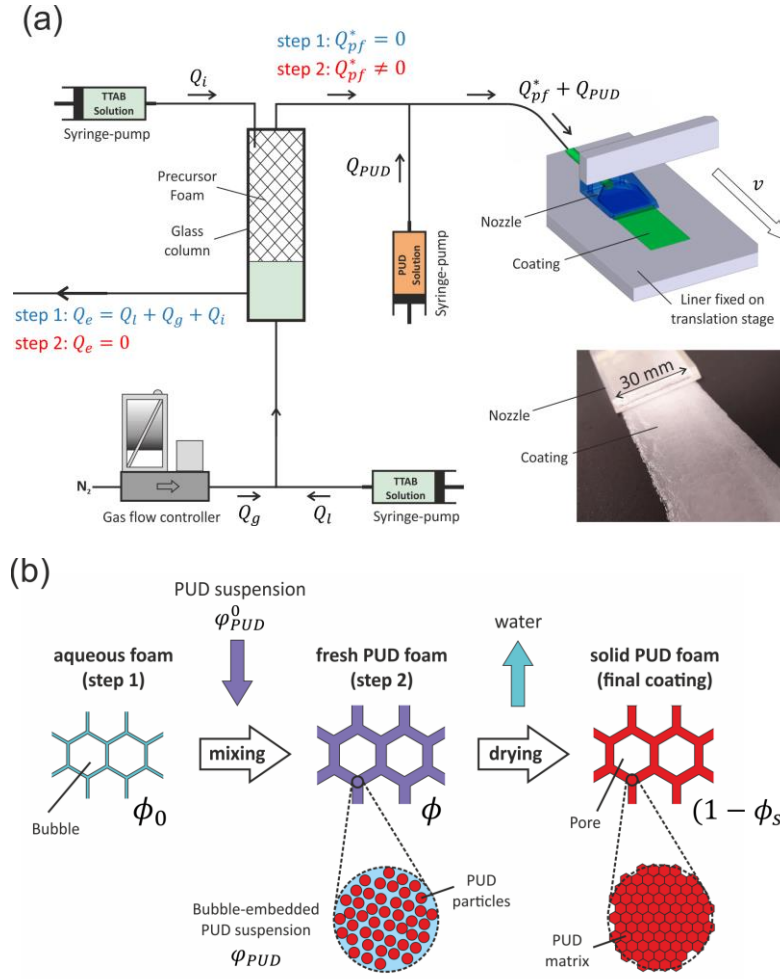 (a)
step 1: Q*pf = 0
step 2: Q*pf ≠ 0
TTAB
Solution
Syringe-pump
Qi
Q*pf + QPUD
Precursor
Foam
Glass
column
QPUD
PUD
Solution
Syringe-pump
Nozzle
Coating
v
Liner fixed on
translation stage
step 1: Qe = Ql + Qg + Qi
step 2: Qe = 0
30 mm
Nozzle
Coating
N2
Gas flow controller
Qg
Ql
TTAB
Solution
Syringe-pump
(b)
PUD suspension
φ0PUD
water
aqueous foam
(step 1)
fresh PUD foam
(step 2)
solid PUD foam
(final coating)
mixing
drying
Bubble
ϕ0
ϕ
Pore
(1 − ϕs
Bubble-embedded
PUD suspension
φPUD
PUD
particles
PUD
matrix